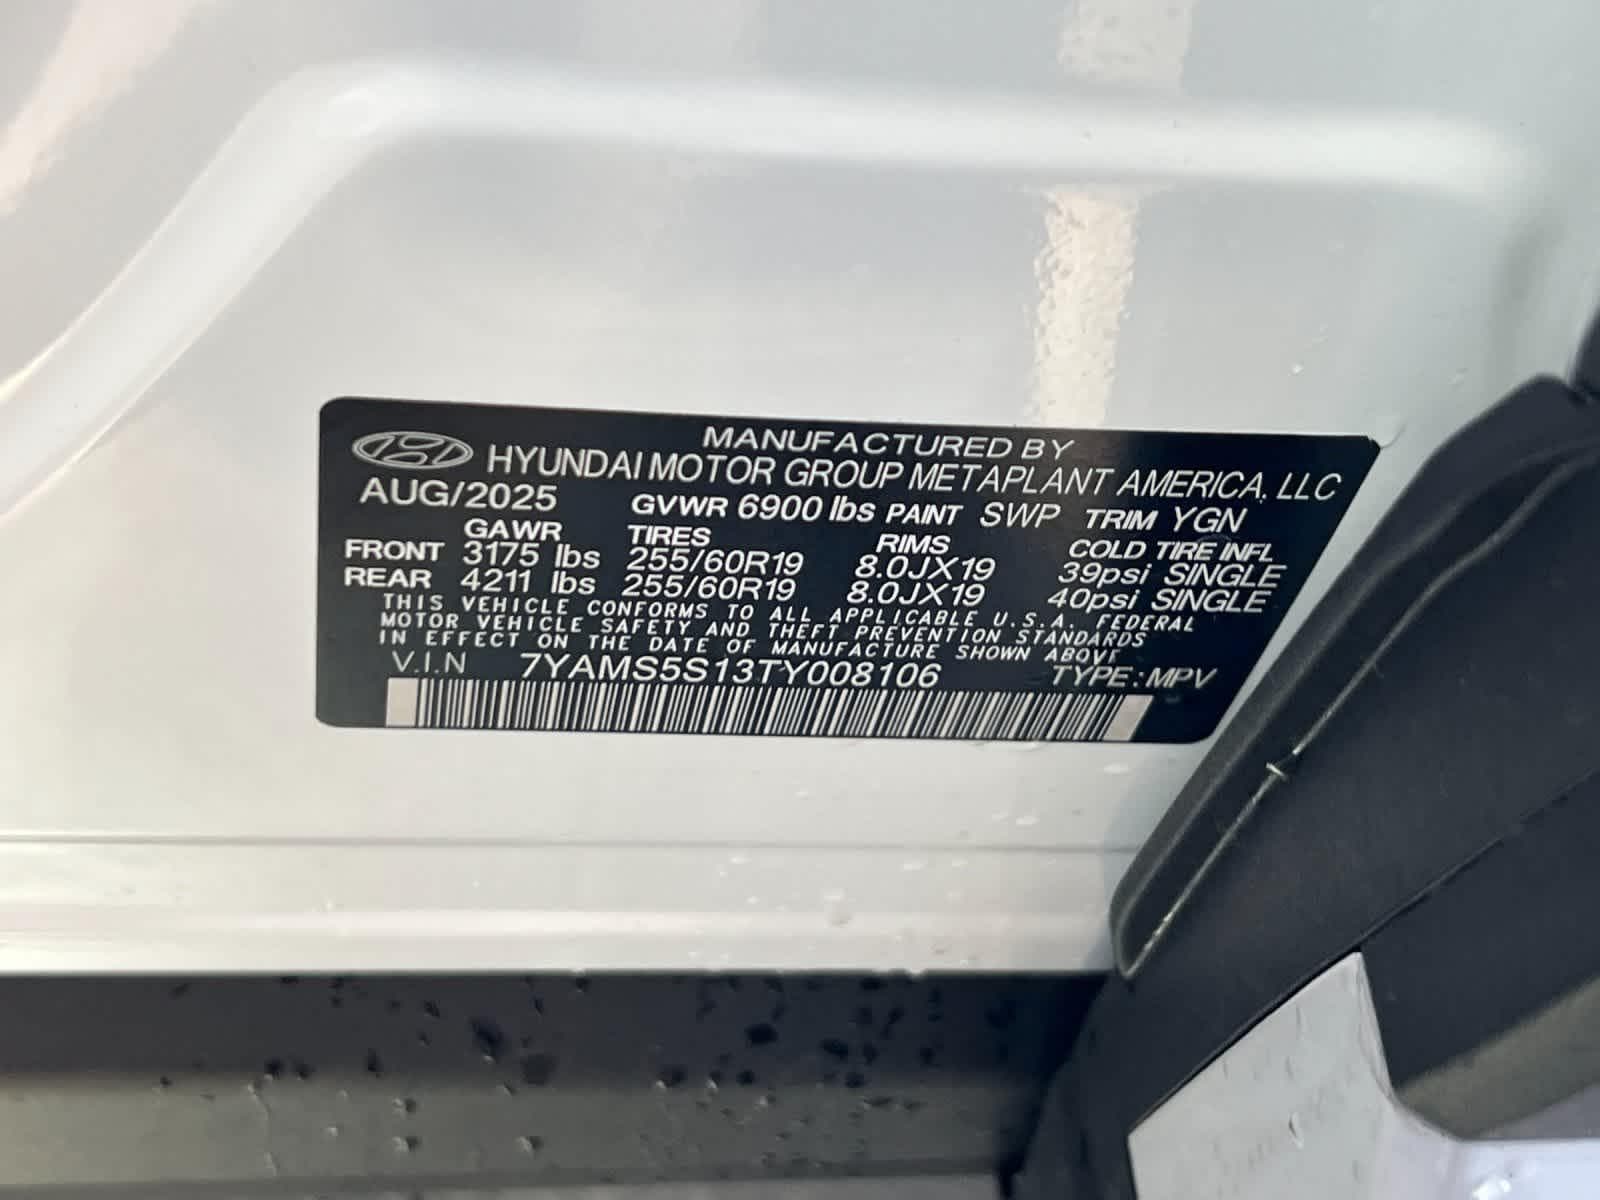 MANUFACTURED BY
HYUNDAI MOTOR GROUP METAPLANT AMERICA, LLC
AUG/2025 GVWR 6900 lbs PAINT SWP TRIM YGN
GAWR TIRES RIMS COLD TIRE INFL
FRONT 3175 lbs 255/60R19 8.0JX19 39psi SINGLE
REAR 4211 lbs 255/60R19 8.0JX19 40psi SINGLE
THIS VEHICLE CONFORMS TO ALL APPLICABLE U.S.A. FEDERAL
MOTOR VEHICLE SAFETY AND THEFT PREVENTION STANDARDS
IN EFFECT ON THE DATE OF MANUFACTURE SHOWN ABOVE
V.I.N 7YAMS5S13TY008106 TYPE:MPV